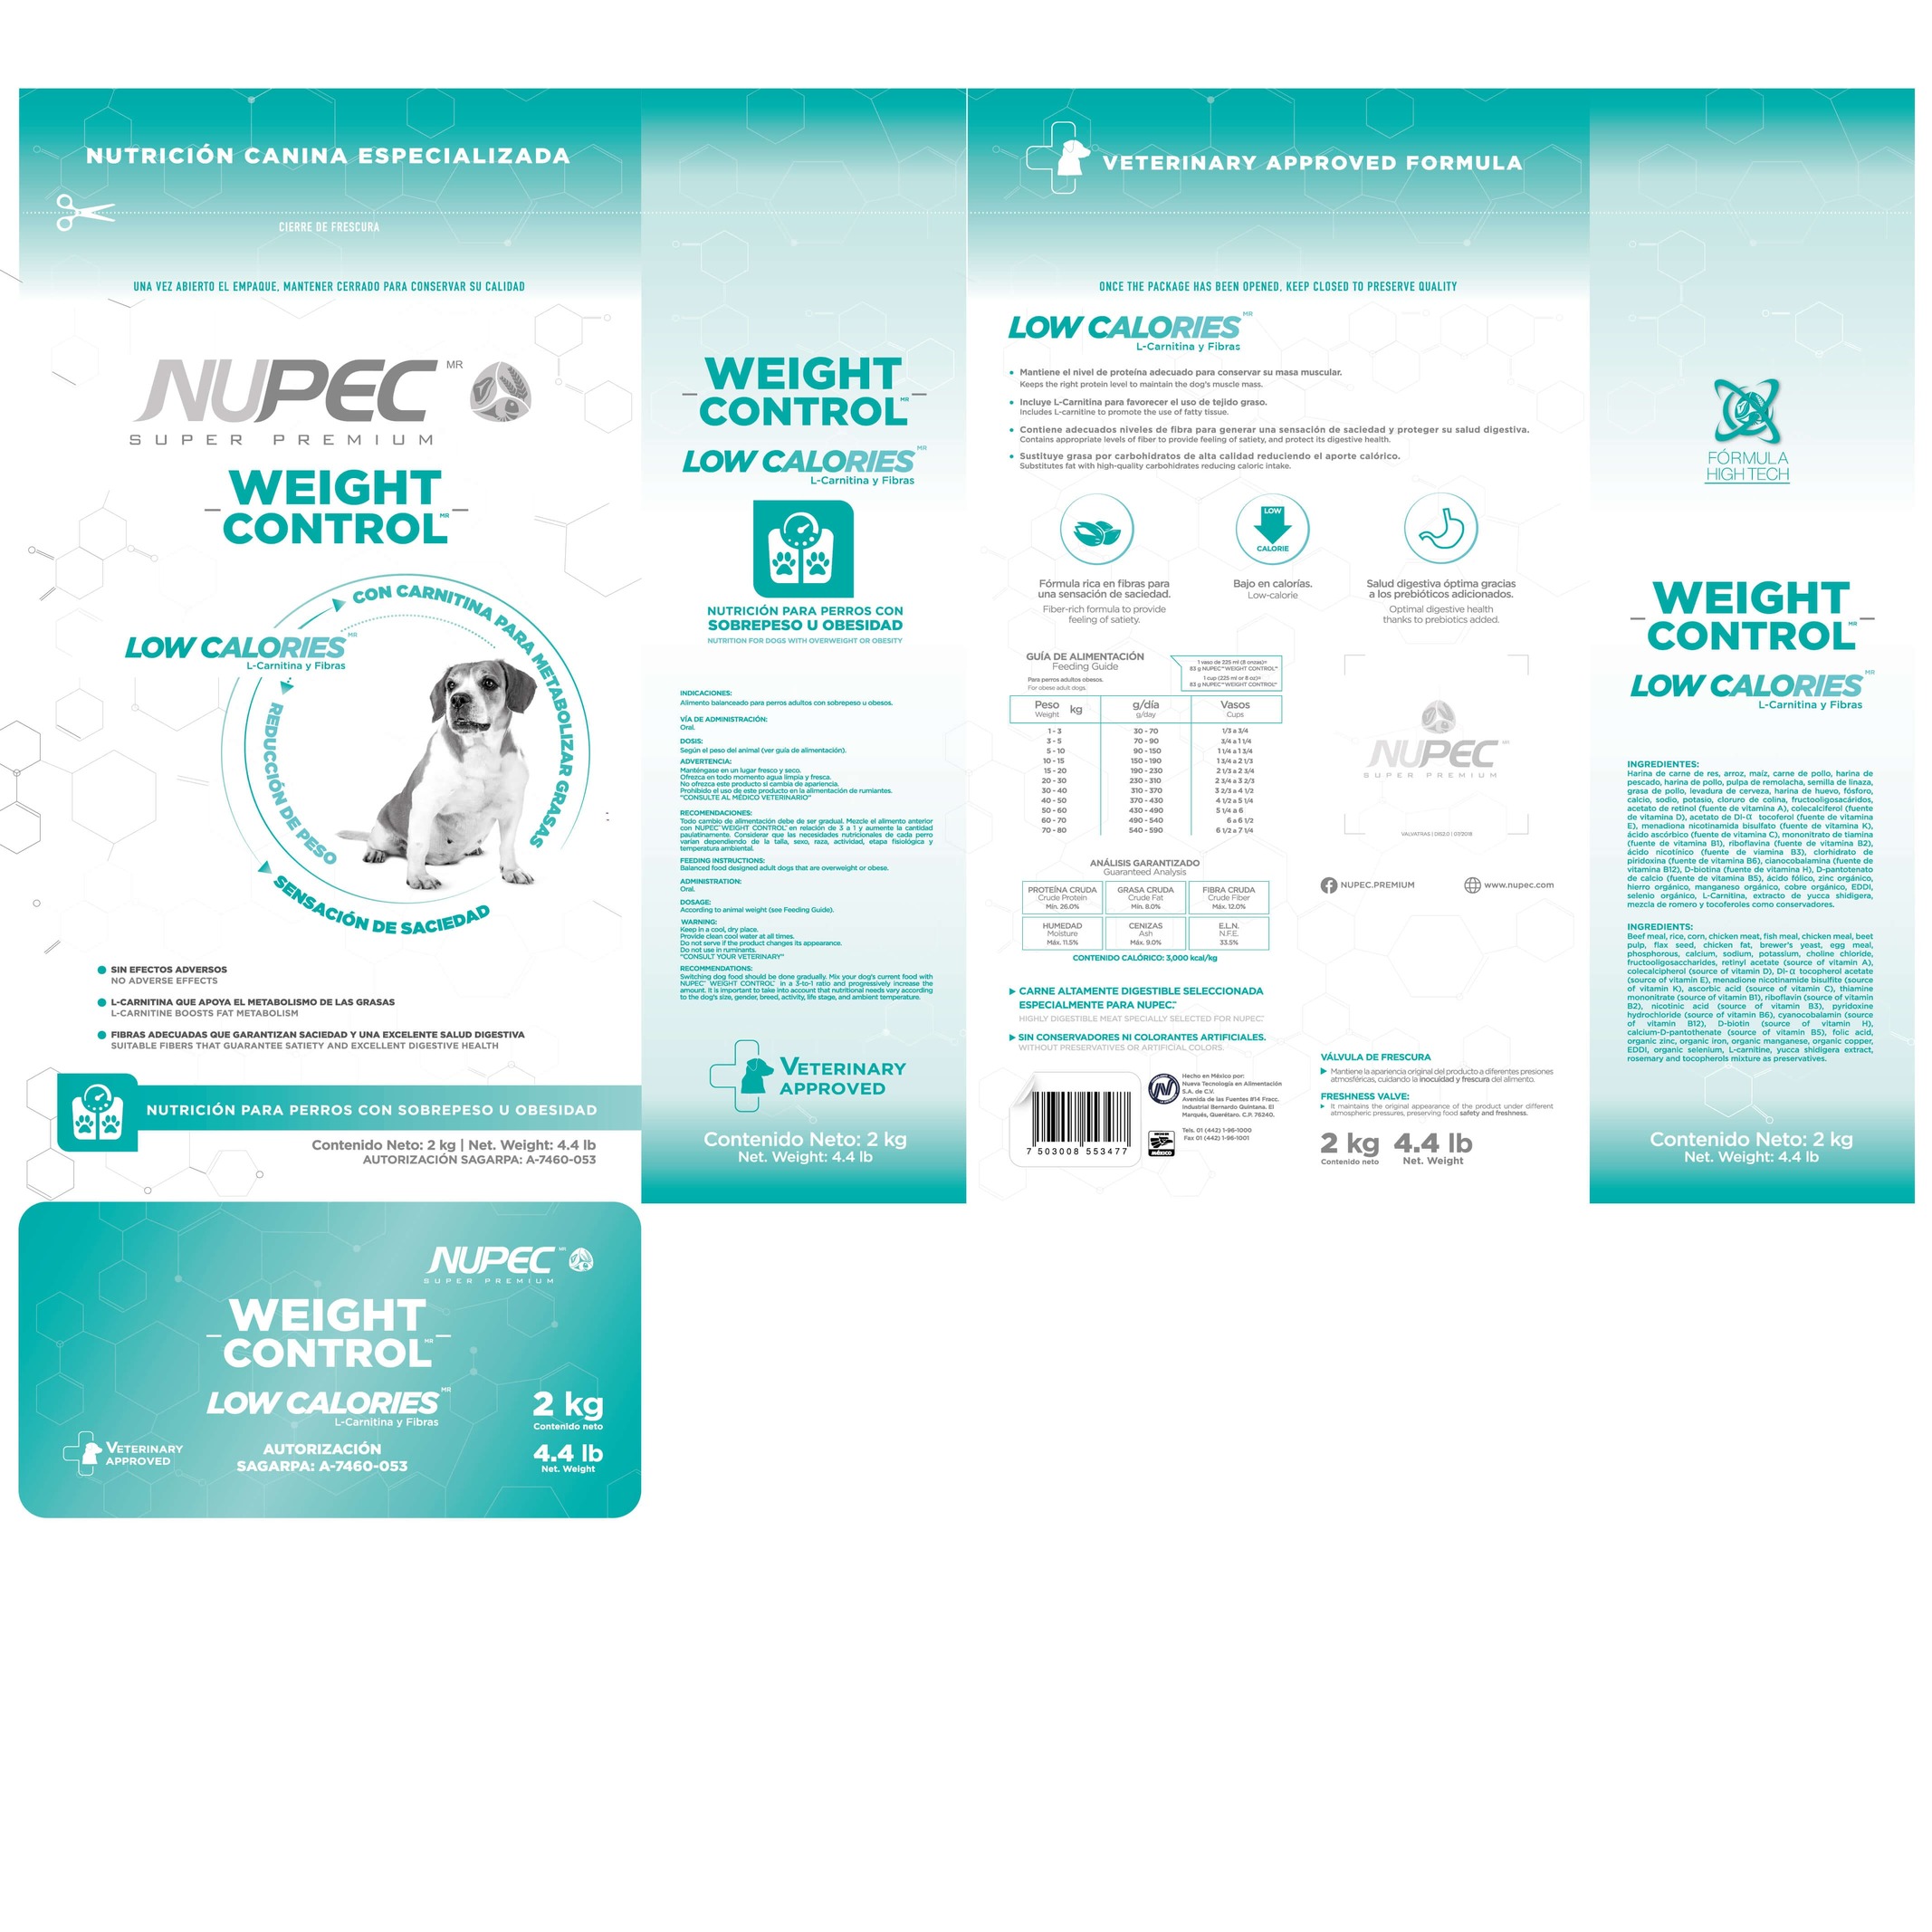 NUTRICIÓN CANINA ESPECIALIZADA
CIERRE DE FRESCURA
UNA VEZ ABIERTO EL EMPAQUE, MANTENER CERRADO PARA CONSERVAR SU CALIDAD
NUPEC MR
SUPER PREMIUM
WEIGHT
CONTROL MR
CON CARNITINA PARA METABOLIZAR GRASAS
LOW CALORIES MR
L-Carnitina y Fibras
REDUCCIÓN DE PESO
SENSACIÓN DE SACIEDAD
SIN EFECTOS ADVERSOS
NO ADVERSE EFFECTS
L-CARNITINA QUE APOYA EL METABOLISMO DE LAS GRASAS
L-CARNITINE BOOSTS FAT METABOLISM
FIBRAS ADECUADAS QUE GARANTIZAN SACIEDAD Y UNA EXCELENTE SALUD DIGESTIVA
SUITABLE FIBERS THAT GUARANTEE SATIETY AND EXCELLENT DIGESTIVE HEALTH
NUTRICIÓN PARA PERROS CON SOBREPESO U OBESIDAD
Contenido Neto: 2 kg | Net. Weight: 4.4 lb
AUTORIZACIÓN SAGARPA: A-7460-053
WEIGHT
CONTROL MR
LOW CALORIES MR
L-Carnitina y Fibras
NUTRICIÓN PARA PERROS CON
SOBREPESO U OBESIDAD
NUTRITION FOR DOGS WITH OVERWEIGHT OR OBESITY
INDICACIONES:
Alimento balanceado para perros adultos con sobrepeso u obesos.
VÍA DE ADMINISTRACIÓN:
Oral.
DOSIS:
Según el peso del animal (ver guía de alimentación).
ADVERTENCIA:
Manténgase en un lugar fresco y seco.
Ofrezca en todo momento agua limpia y fresca.
No ofrezca este producto si cambia de apariencia.
Prohibido el uso de este producto en la alimentación de rumiantes.
"CONSULTE AL MÉDICO VETERINARIO"
RECOMENDACIONES:
Todo cambio de alimentación debe de ser gradual. Mezcle el alimento anterior
con NUPEC WEIGHT CONTROL en relación de 3 a 1 y aumente la cantidad
paulatinamente. Considerar que las necesidades nutricionales de cada perro
varían dependiendo de la talla, sexo, raza, actividad, etapa fisiológica y
temperatura ambiental.
FEEDING INSTRUCTIONS:
Balanced food designed adult dogs that are overweight or obese.
ADMINISTRATION:
Oral.
DOSAGE:
According to animal weight (see Feeding Guide).
WARNING:
Keep in a cool, dry place.
Provide clean cool water at all times.
Do not serve if the product changes its appearance.
Do not use in ruminants.
"CONSULT YOUR VETERINARY"
RECOMMENDATIONS:
Switching dog food should be done gradually. Mix your dog's current food with
NUPEC WEIGHT CONTROL in a 3-to-1 ratio and progressively increase the
amount. It is important to take into account that nutritional needs vary according
to the dog's size, gender, breed, activity, life stage, and ambient temperature.
VETERINARY
APPROVED
Contenido Neto: 2 kg
Net. Weight: 4.4 lb
VETERINARY APPROVED FORMULA
ONCE THE PACKAGE HAS BEEN OPENED, KEEP CLOSED TO PRESERVE QUALITY
LOW CALORIES MR
L-Carnitina y Fibras
Mantiene el nivel de proteína adecuado para conservar su masa muscular.
Keeps the right protein level to maintain the dog's muscle mass.
Incluye L-Carnitina para favorecer el uso de tejido graso.
Includes L-carnitine to promote the use of fatty tissue.
Contiene adecuados niveles de fibra para generar una sensación de saciedad y proteger su salud digestiva.
Contains appropriate levels of fiber to provide feeling of satiety, and protect its digestive health.
Sustituye grasa por carbohidratos de alta calidad reduciendo el aporte calórico.
Substitutes fat with high-quality carbohydrates reducing caloric intake.
LOW
CALORIE
Fórmula rica en fibras para
una sensación de saciedad.
Fiber-rich formula to provide
feeling of satiety.
Bajo en calorías.
Low-calorie
Salud digestiva óptima gracias
a los prebióticos adicionados.
Optimal digestive health
thanks to prebiotics added.
GUÍA DE ALIMENTACIÓN
Feeding Guide
Para perros adultos obesos.
For obese adult dogs.
1 vaso de 225 ml (8 onzas)=
83 g NUPEC WEIGHT CONTROL
1 cup (225 ml or 8 oz)=
83 g NUPEC WEIGHT CONTROL
Peso Weight kg g/día g/day Vasos Cups
1 - 3 30 - 70 1/3 a 3/4
3 - 5 70 - 90 3/4 a 1 1/4
5 - 10 90 - 150 1 1/4 a 1 3/4
10 - 15 150 - 190 1 3/4 a 2 1/3
15 - 20 190 - 230 2 1/3 a 2 3/4
20 - 30 230 - 310 2 3/4 a 3 2/3
30 - 40 310 - 370 3 2/3 a 4 1/2
40 - 50 370 - 430 4 1/2 a 5 1/4
50 - 60 430 - 490 5 1/4 a 6
60 - 70 490 - 540 6 a 6 1/2
70 - 80 540 - 590 6 1/2 a 7 1/4
ANÁLISIS GARANTIZADO
Guaranteed Analysis
PROTEÍNA CRUDA GRASA CRUDA FIBRA CRUDA
Crude Protein Crude Fat Crude Fiber
Mín. 26.0% Mín. 8.0% Máx. 12.0%
HUMEDAD CENIZAS E.L.N.
Moisture Ash N.F.E.
Máx. 11.5% Máx. 9.0% 33.5%
CONTENIDO CALÓRICO: 3,000 kcal/kg
CARNE ALTAMENTE DIGESTIBLE SELECCIONADA
ESPECIALMENTE PARA NUPEC.
HIGHLY DIGESTIBLE MEAT SPECIALLY SELECTED FOR NUPEC
SIN CONSERVADORES NI COLORANTES ARTIFICIALES.
WITHOUT PRESERVATIVES OR ARTIFICIAL COLORS.
7 503008 553477
Hecho en México por:
Nueva Tecnología en Alimentación
S.A. de C.V.
Avenida de las Fuentes #14 Fracc.
Industrial Bernardo Quintana. El
Marqués, Querétaro. C.P. 76240.
Tels. 01 (442) 1-96-1000
Fax 01 (442) 1-96-1001
MÉXICO
NUPEC
SUPER PREMIUM
NUPEC.PREMIUM
www.nupec.com
VÁLVULA DE FRESCURA
Mantiene la apariencia original del producto a diferentes presiones
atmosféricas, cuidando la inocuidad y frescura del alimento.
FRESHNESS VALVE:
It maintains the original appearance of the product under different
atmospheric pressures, preserving food safety and freshness.
2 kg 4.4 lb
Contenido neto Net. Weight
FÓRMULA
HIGH TECH
WEIGHT
CONTROL MR
LOW CALORIES MR
L-Carnitina y Fibras
INGREDIENTES:
Harina de carne de res, arroz, maíz, carne de pollo, harina de
pescado, harina de pollo, pulpa de remolacha, semilla de linaza,
grasa de pollo, levadura de cerveza, harina de huevo, fósforo,
calcio, sodio, potasio, cloruro de colina, fructooligosacáridos,
acetato de retinol (fuente de vitamina A), colecalciferol (fuente
de vitamina D), acetato de Dl-α tocoferol (fuente de vitamina
E), menadiona nicotinamida bisulfato (fuente de vitamina K),
ácido ascórbico (fuente de vitamina C), mononitrato de tiamina
(fuente de vitamina B1), riboflavina (fuente de vitamina B2),
ácido nicotínico (fuente de viamina B3), clorhidrato de
piridoxina (fuente de vitamina B6), cianocobalamina (fuente de
vitamina B12), D-biotina (fuente de vitamina H), D-pantotenato
de calcio (fuente de vitamina B5), ácido fólico, zinc orgánico,
hierro orgánico, manganeso orgánico, cobre orgánico, EDDI,
selenio orgánico, L-Carnitina, extracto de yucca shidigera,
mezcla de romero y tocoferoles como conservadores.
INGREDIENTS:
Beef meal, rice, corn, chicken meat, fish meal, chicken meal, beet
pulp, flax seed, chicken fat, brewer's yeast, egg meal,
phosphorous, calcium, sodium, potassium, choline chloride,
fructooligosaccharides, retinyl acetate (source of vitamin A),
colecalcipherol (source of vitamin D), Dl-α tocopherol acetate
(source of vitamin E), menadione nicotinamide bisulfite (source
of vitamin K), ascorbic acid (source of vitamin C), thiamine
mononitrate (source of vitamin B1), riboflavin (source of vitamin
B2), nicotinic acid (source of vitamin B3), pyridoxine
hydrochloride (source of vitamin B6), cyanocobalamin (source
of vitamin B12), D-biotin (source of vitamin H),
calcium-D-pantothenate (source of vitamin B5), folic acid,
organic zinc, organic iron, organic manganese, organic copper,
EDDI, organic selenium, L-carnitine, yucca shidigera extract,
rosemary and tocopherols mixture as preservatives.
Contenido Neto: 2 kg
Net. Weight: 4.4 lb
NUPEC MR
SUPER PREMIUM
WEIGHT
CONTROL MR
LOW CALORIES MR
L-Carnitina y Fibras
2 kg
Contenido neto
4.4 lb
Net. Weight
VETERINARY
APPROVED
AUTORIZACIÓN
SAGARPA: A-7460-053